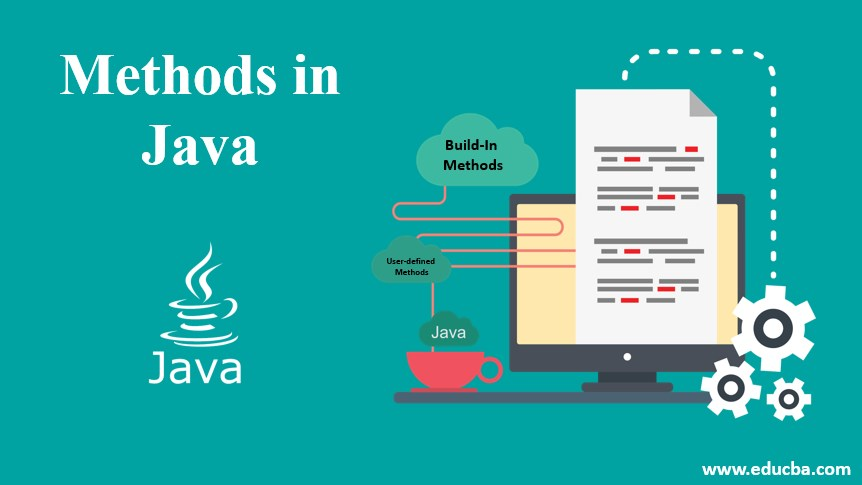 Methods in
Java
Java
Build-In
Methods
User-defined
Methods
Java
www.educba.com